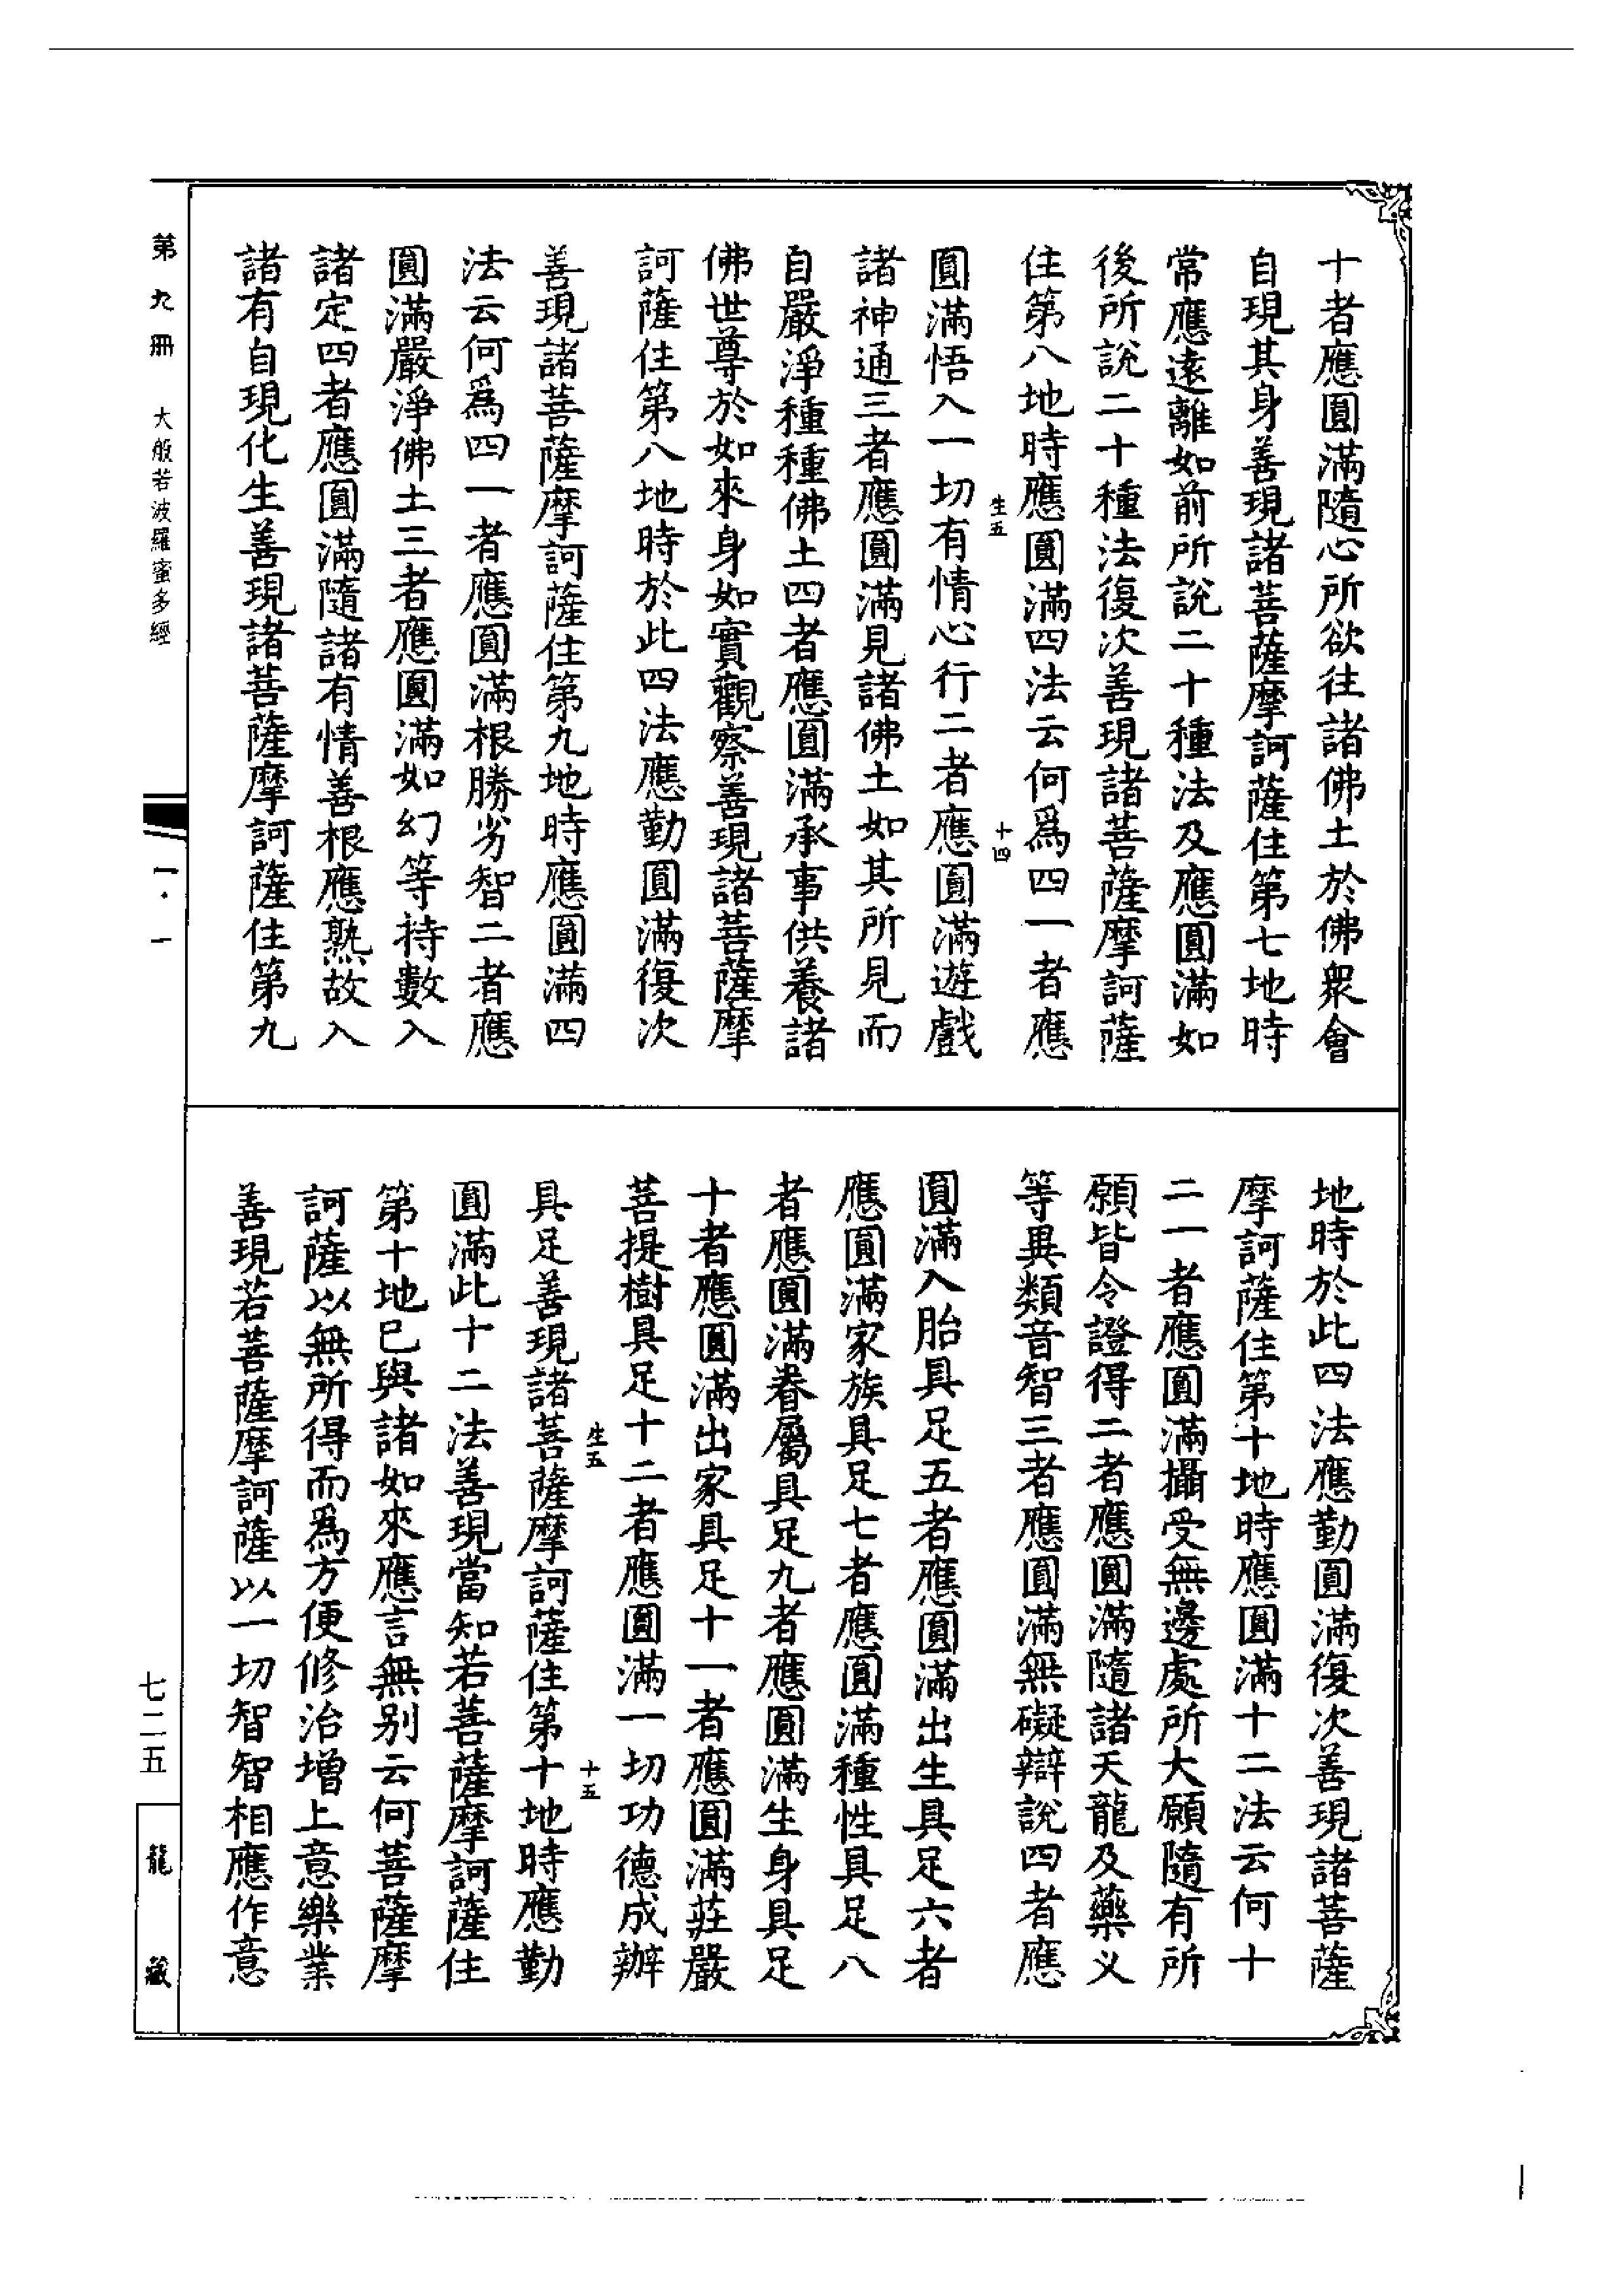 十者應圓滿隨心所欲往諸佛土於佛眾會
自現其身善現諸菩薩摩訶薩住第七地時
常應遠離如前所說二十種法及應圓滿如
後所說二十種法復次善現諸菩薩摩訶薩
住第八地時應圓滿四法云何爲四一者應
生五
十四
圓滿悟入一切有情心行二者應圓滿遊戲
諸神通三者應圓滿見諸佛土如其所見而
自嚴淨種種佛土四者應圓滿承事供養諸
佛世尊於如來身如實觀察善現諸菩薩摩
訶薩住第八地時於此四法應勤圓滿復次
善現諸菩薩摩訶薩住第九地時應圓滿四
法云何爲四一者應圓滿根勝劣智二者應
圓滿嚴淨佛土三者應圓滿如幻等持數入
諸定四者應圓滿隨諸有情善根應熟故入
諸有自現化生善現諸菩薩摩訶薩住第九
地時於此四法應勤圓滿復次善現諸菩薩
摩訶薩住第十地時應圓滿十二法云何十
二一者應圓滿攝受無邊處所大願隨有所
願皆令證得二者應圓滿隨諸天龍及藥义
等異類音智三者應圓滿無礙辯說四者應
圓滿入胎具足五者應圓滿出生具足六者
應圓滿家族具足七者應圓滿種性具足八
者應圓滿眷屬具足九者應圓滿生身具足
十者應圓滿出家具足十一者應圓滿莊嚴
菩提樹具足十二者應圓滿一切功德成辦
生五
十五
具足善現諸菩薩摩訶薩住第十地時應勤
圓滿此十二法善現當知若菩薩摩訶薩住
第十地已與諸如來應言無別云何菩薩摩
訶薩以無所得而爲方便修治增上意樂業
善現若菩薩摩訶薩以一切智智相應作意
第九冊
大般若波羅蜜多經
一·一
七二五
龍藏